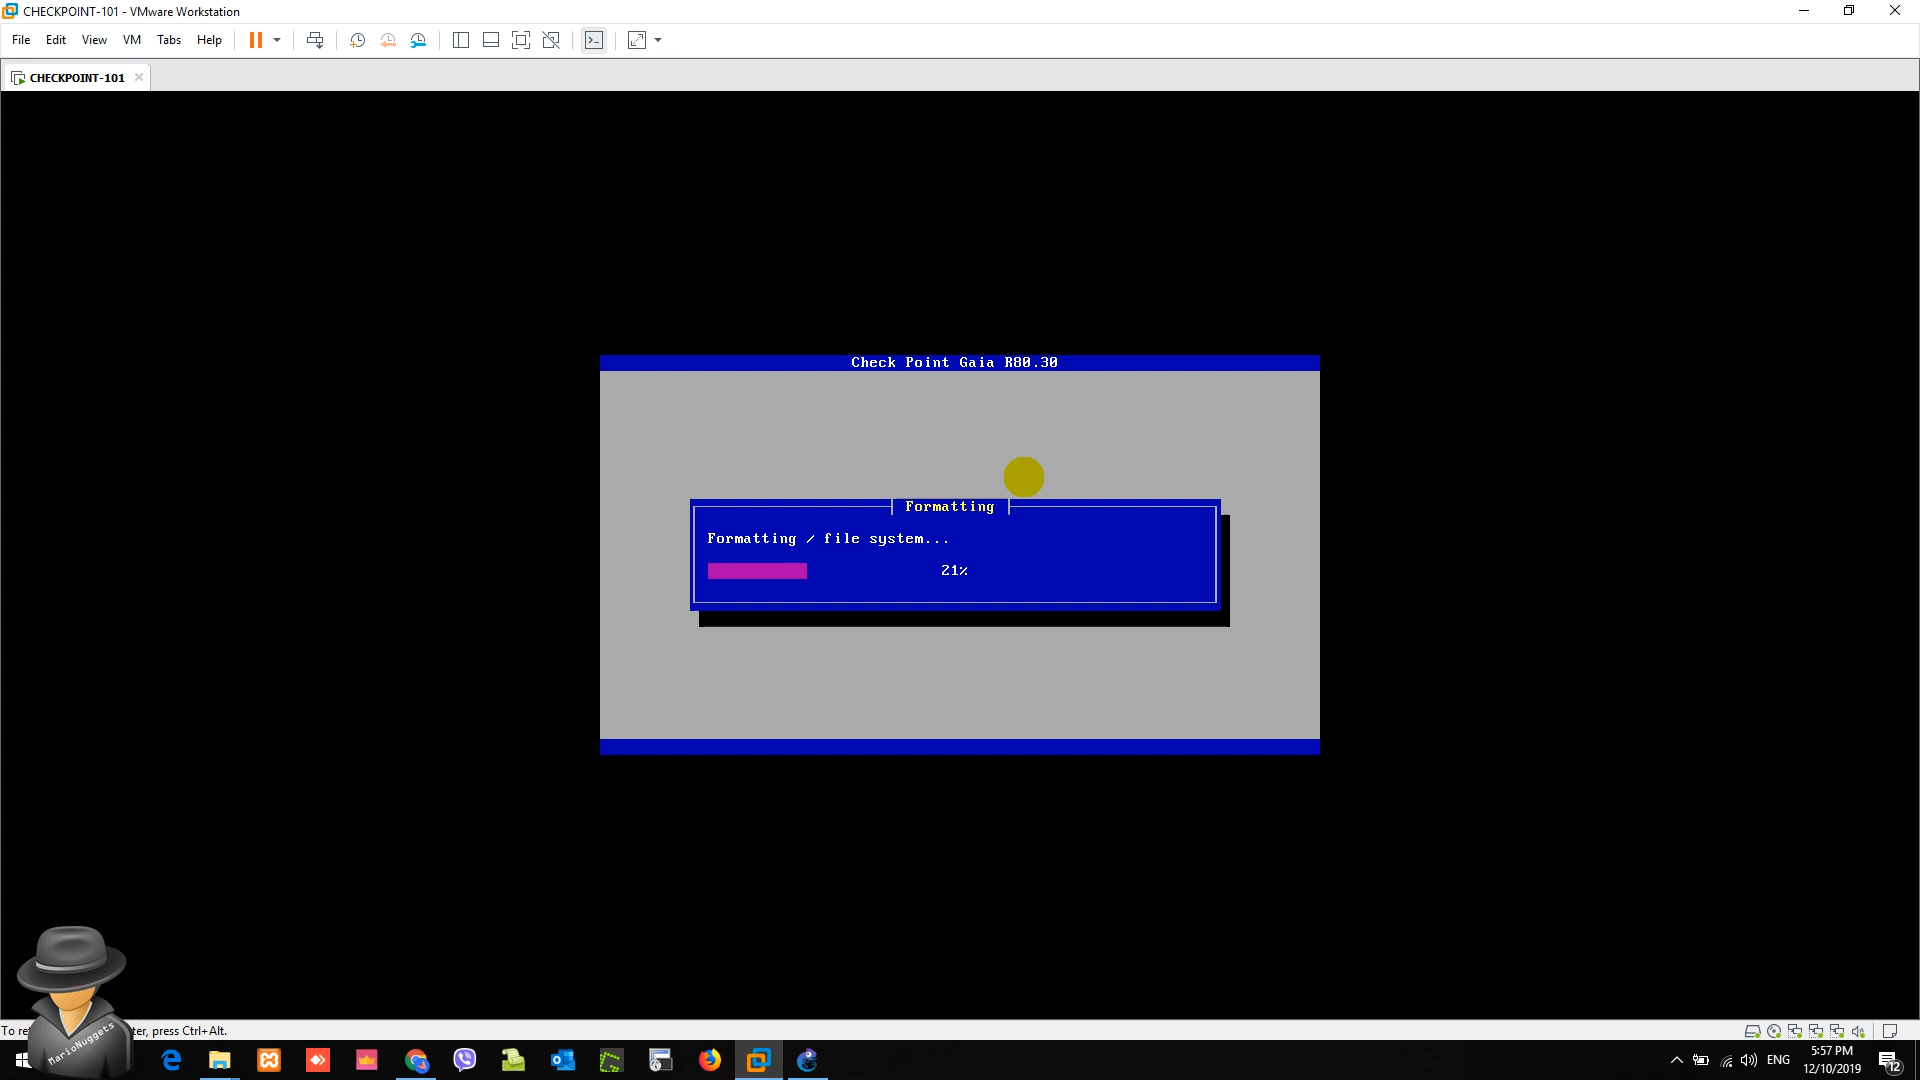 CHECKPOINT-101 - VMware Workstation
File Edit View VM Tabs Help
CHECKPOINT-101
Check Point Gaia R80.30
Formatting
Formatting / file system...
21%
MarioNuggets
To re ter, press Ctrl+Alt.
ENG
5:57 PM
12/10/2019
12